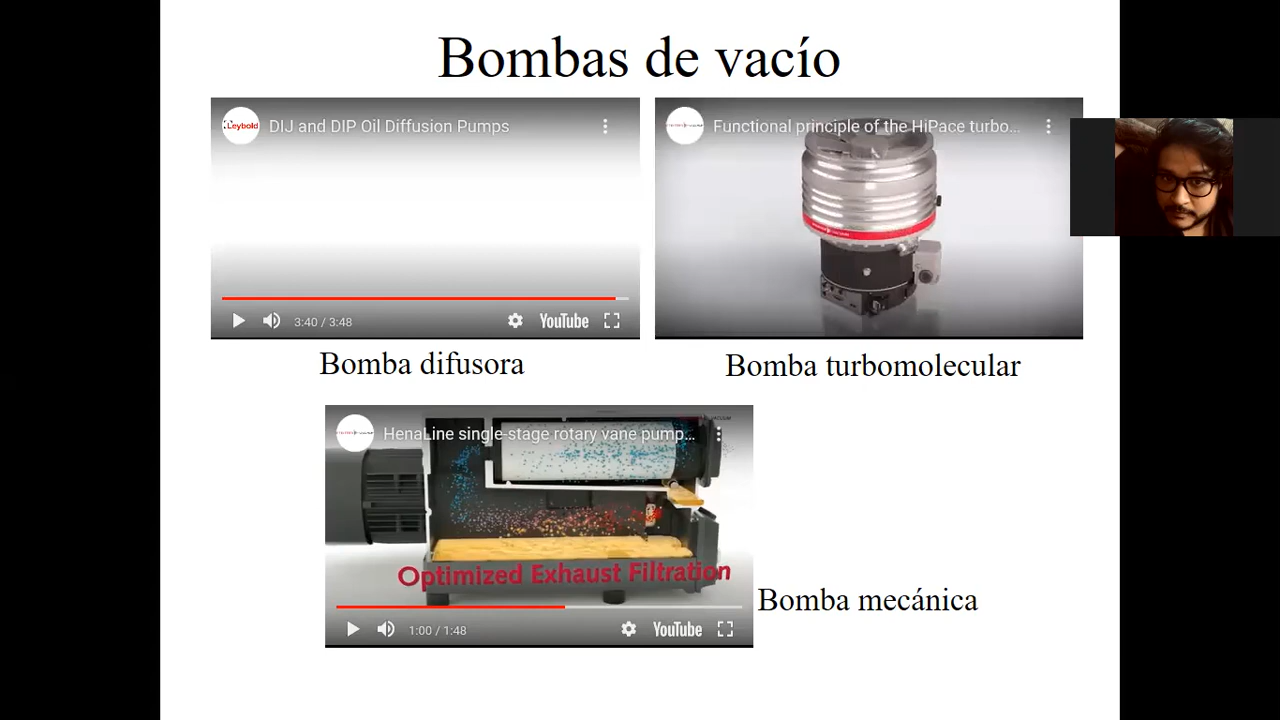 Bombas de vacío
Leybold
DIJ and DIP Oil Diffusion Pumps
3:40 / 3:48
YouTube
Functional principle of the HiPace turbo...
Bomba difusora
Bomba turbomolecular
HenaLine single-stage rotary vane pump...
Optimized Exhaust Filtration
1:00 / 1:48
YouTube
Bomba mecánica